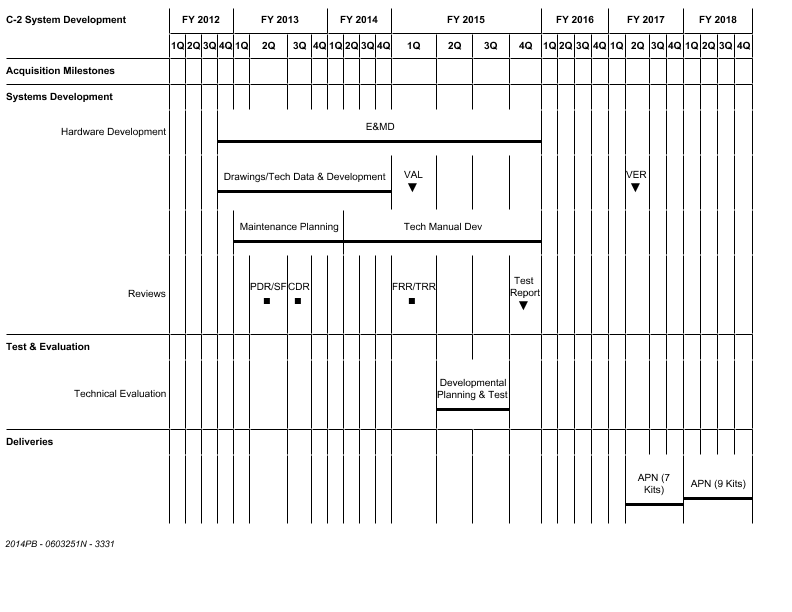 C-2 System Development FY 2012 FY 2013 FY 2014 FY 2015 FY 2016 FY 2017 FY 2018
1Q 2Q 3Q 4Q 1Q 2Q 3Q 4Q 1Q 2Q 3Q 4Q 1Q 2Q 3Q 4Q 1Q 2Q 3Q 4Q 1Q 2Q 3Q 4Q 1Q 2Q 3Q 4Q
Acquisition Milestones
Systems Development
Hardware Development E&MD
Drawings/Tech Data & Development VAL VER
Maintenance Planning Tech Manual Dev
Reviews PDR/SF CDR FRR/TRR Test
Report
Test & Evaluation
Technical Evaluation Developmental
Planning & Test
Deliveries
APN (7
Kits)
APN (9 Kits)
2014PB - 0603251N - 3331